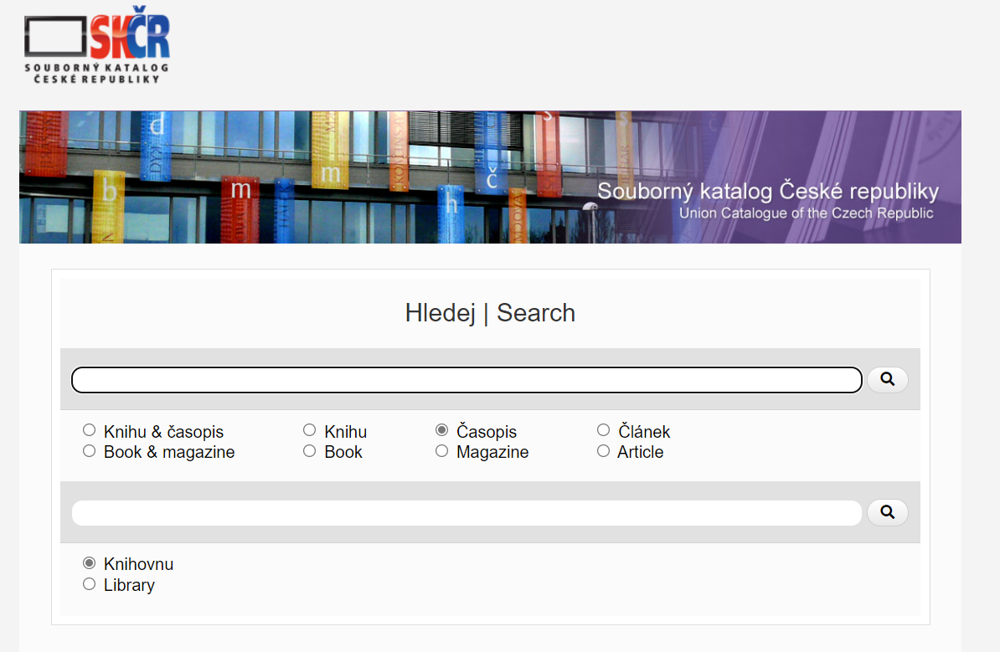 SKČR
SOUBORNÝ KATALOG
ČESKÉ REPUBLIKY
d
b
m
m
h
č
s
Souborný katalog České republiky
Union Catalogue of the Czech Republic
Hledej | Search
Knihu & časopis
Knihu
Časopis
Článek
Book & magazine
Book
Magazine
Article
Knihovnu
Library